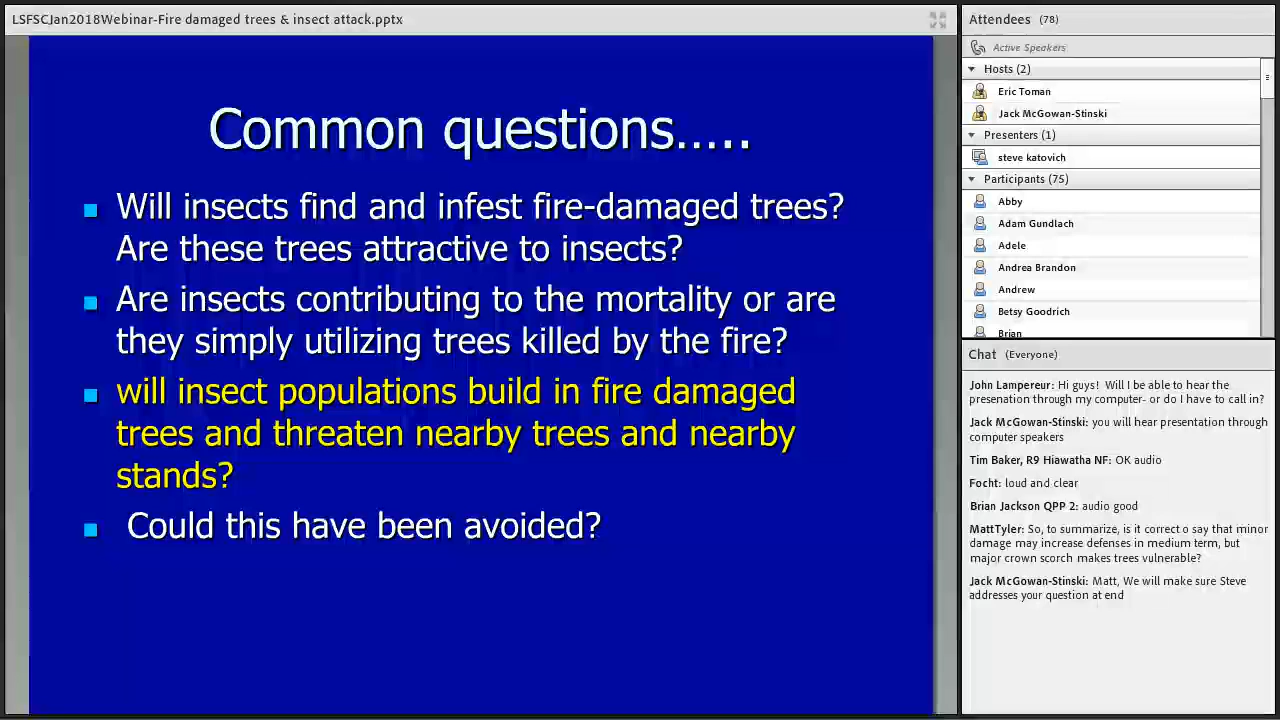 LSFSCJan2018Webinar-Fire damaged trees & insect attack.pptx
Common questions.....
Will insects find and infest fire-damaged trees?
Are these trees attractive to insects?
Are insects contributing to the mortality or are
they simply utilizing trees killed by the fire?
will insect populations build in fire damaged
trees and threaten nearby trees and nearby
stands?
Could this have been avoided?
Attendees (78)
Active Speakers
Hosts (2)
Eric Toman
Jack McGowan-Stinski
Presenters (1)
steve katovich
Participants (75)
Abby
Adam Gundlach
Adele
Andrea Brandon
Andrew
Betsy Goodrich
Brian
Chat (Everyone)
John Lampereur: Hi guys! Will I be able to hear the
presenation through my computer- or do I have to call in?
Jack McGowan-Stinski: you will hear presentation through
computer speakers
Tim Baker, R9 Hiawatha NF: OK audio
Focht: loud and clear
Brian Jackson QPP 2: audio good
MattTyler: So, to summarize, is it correct o say that minor
damage may increase defenses in medium term, but
major crown scorch makes trees vulnerable?
Jack McGowan-Stinski: Matt, We will make sure Steve
addresses your question at end